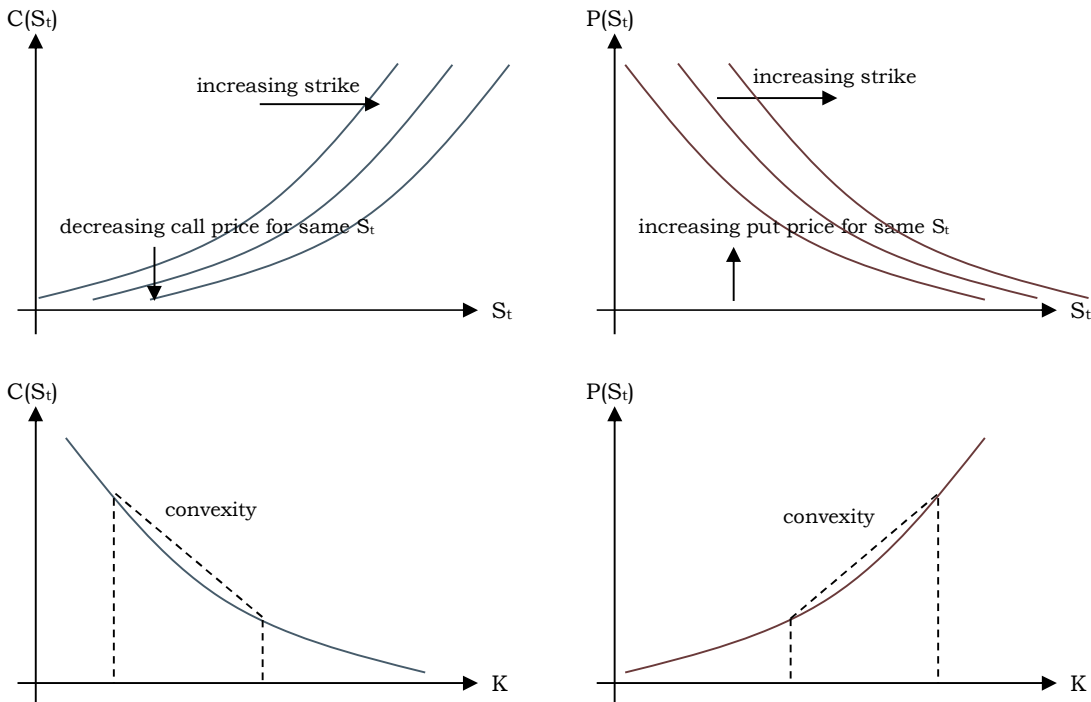 C(Sₜ)
increasing strike
decreasing call price for same Sₜ
Sₜ
P(Sₜ)
increasing strike
increasing put price for same Sₜ
Sₜ
C(Sₜ)
convexity
K
P(Sₜ)
convexity
K